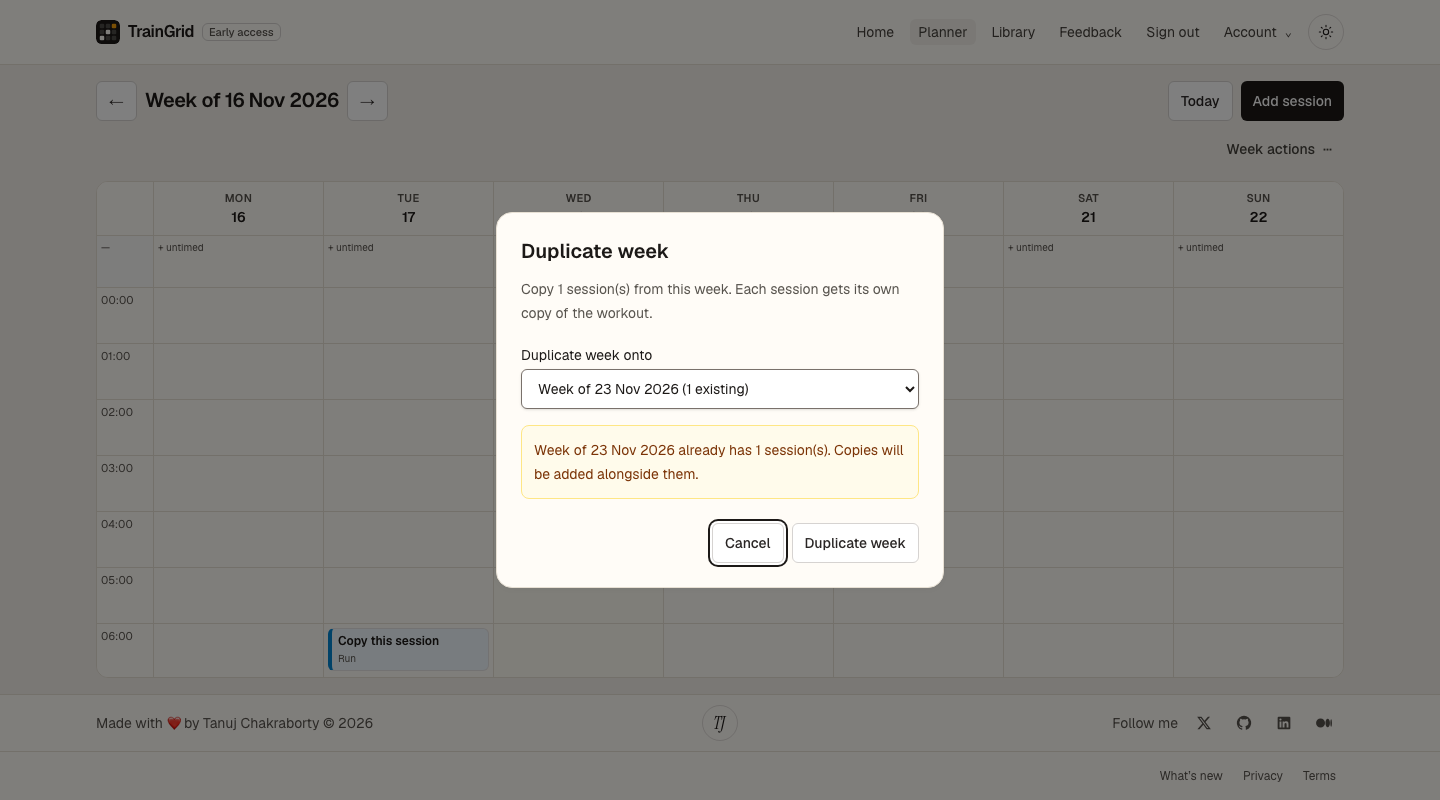 TrainGrid Early access
Home Planner Library Feedback Sign out Account
← Week of 16 Nov 2026 →
Today Add session
Week actions ···
MON TUE WED THU FRI SAT SUN
16 17 21 22
— + untimed + untimed + untimed + untimed
00:00
01:00
02:00
03:00
04:00
05:00
06:00
Copy this session
Run
Duplicate week
Copy 1 session(s) from this week. Each session gets its own
copy of the workout.
Duplicate week onto
Week of 23 Nov 2026 (1 existing)
Week of 23 Nov 2026 already has 1 session(s). Copies will
be added alongside them.
Cancel Duplicate week
Made with ❤️ by Tanuj Chakraborty © 2026
TJ
Follow me
What's new Privacy Terms